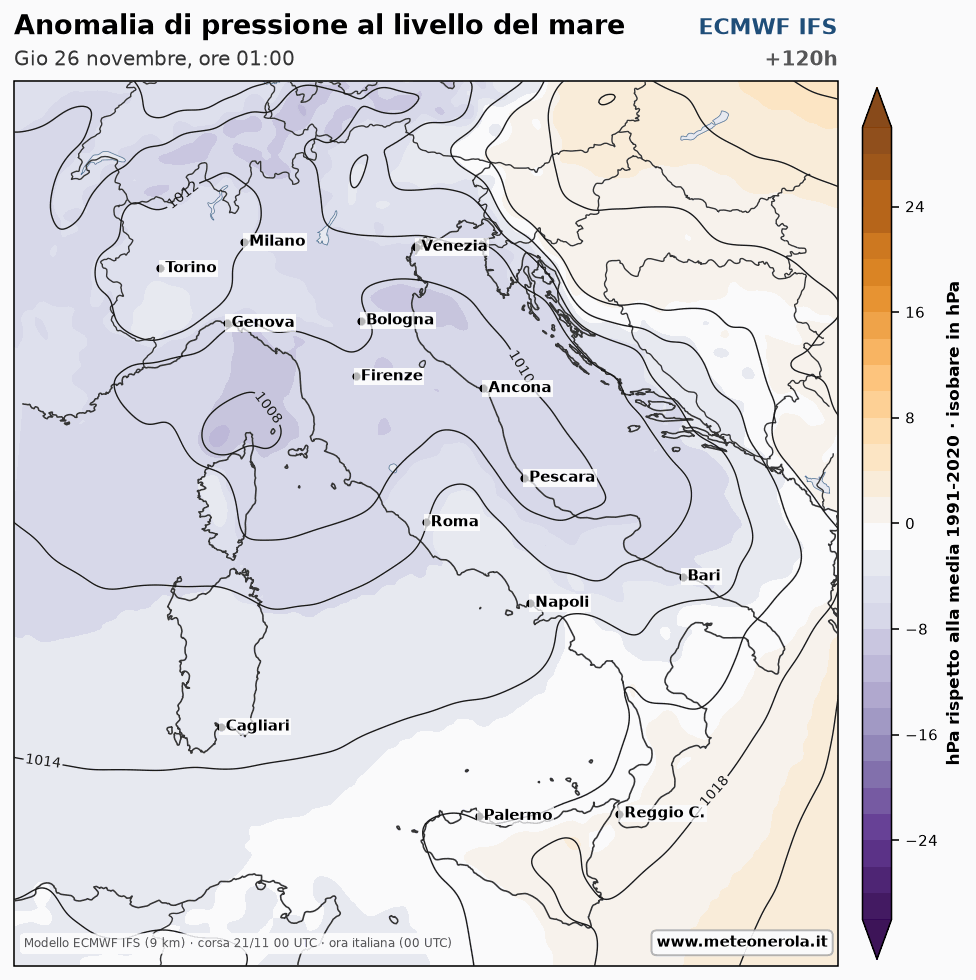 Anomalia di pressione al livello del mare
ECMWF IFS
Gio 26 novembre, ore 01:00
+120h
1012
Milano
Venezia
Torino
Genova
Bologna
1010
Firenze
Ancona
1008
Pescara
Roma
Bari
Napoli
Cagliari
1014
1018
Palermo
Reggio C.
Modello ECMWF IFS (9 km) · corsa 21/11 00 UTC · ora italiana (00 UTC)
www.meteonerola.it
24
16
8
0
−8
−16
−24
hPa rispetto alla media 1991-2020 · isobare in hPa